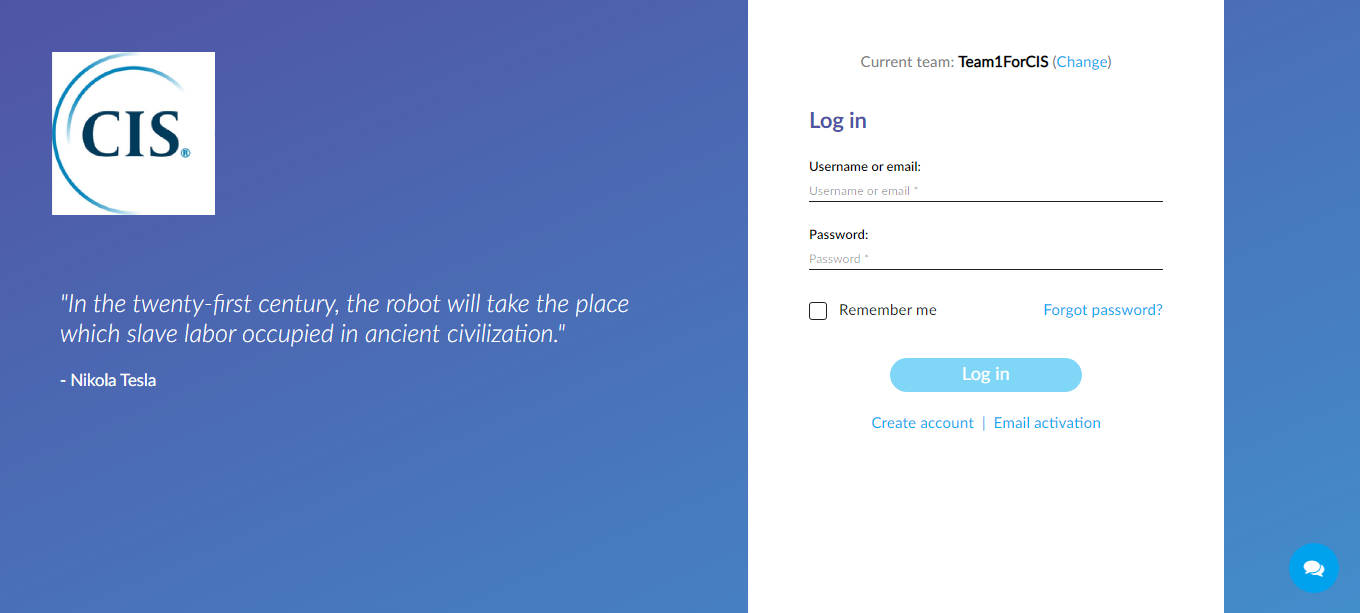 CIS®
"In the twenty-first century, the robot will take the place
which slave labor occupied in ancient civilization."
- Nikola Tesla
Current team: Team1ForCIS (Change)
Log in
Username or email:
Username or email *
Password:
Password *
Remember me
Forgot password?
Log in
Create account | Email activation